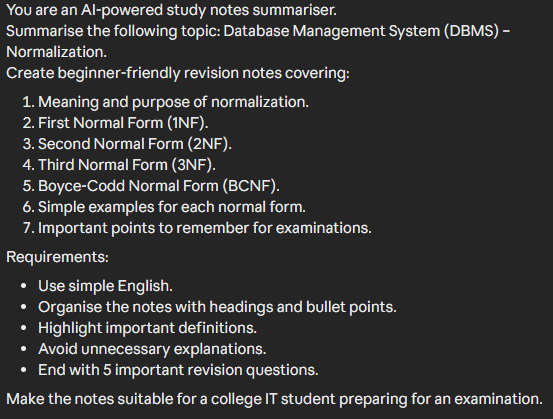 You are an AI-powered study notes summariser.
Summarise the following topic: Database Management System (DBMS) –
Normalization.
Create beginner-friendly revision notes covering:
1. Meaning and purpose of normalization.
2. First Normal Form (1NF).
3. Second Normal Form (2NF).
4. Third Normal Form (3NF).
5. Boyce-Codd Normal Form (BCNF).
6. Simple examples for each normal form.
7. Important points to remember for examinations.
Requirements:
• Use simple English.
• Organise the notes with headings and bullet points.
• Highlight important definitions.
• Avoid unnecessary explanations.
• End with 5 important revision questions.
Make the notes suitable for a college IT student preparing for an examination.